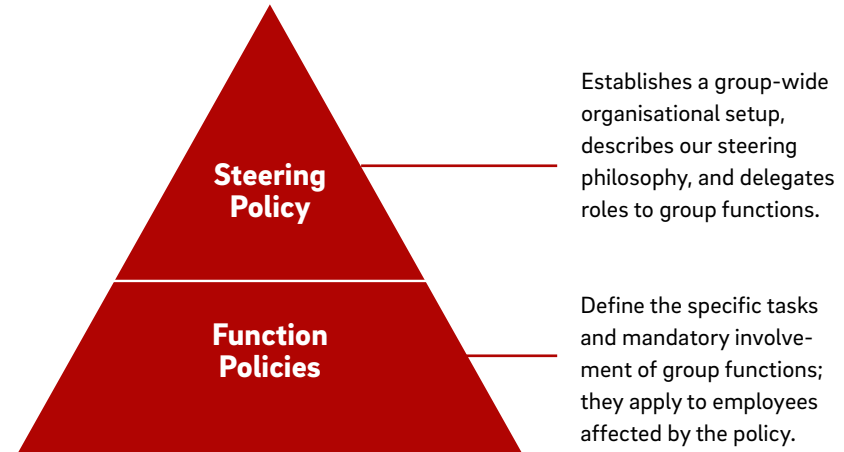 Steering
Policy
Establishes a group-wide
organisational setup,
describes our steering
philosophy, and delegates
roles to group functions.
Function
Policies
Define the specific tasks
and mandatory involve-
ment of group functions;
they apply to employees
affected by the policy.